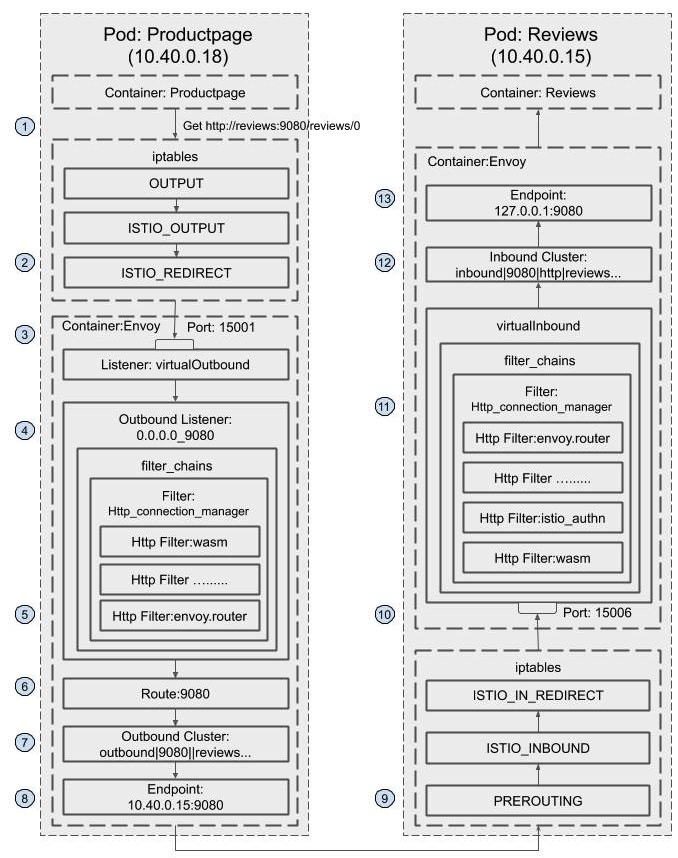 Pod: Productpage
(10.40.0.18)
Container: Productpage
1
Get http://reviews:9080/reviews/0
iptables
OUTPUT
ISTIO_OUTPUT
2
ISTIO_REDIRECT
3
Container:Envoy
Port: 15001
Listener: virtualOutbound
4
Outbound Listener:
0.0.0.0_9080
filter_chains
Filter:
Http_connection_manager
Http Filter:wasm
Http Filter ….......
5
Http Filter:envoy.router
6
Route:9080
7
Outbound Cluster:
outbound|9080||reviews...
8
Endpoint:
10.40.0.15:9080
Pod: Reviews
(10.40.0.15)
Container: Reviews
Container:Envoy
13
Endpoint:
127.0.0.1:9080
12
Inbound Cluster:
inbound|9080|http|reviews...
virtualInbound
filter_chains
11
Filter:
Http_connection_manager
Http Filter:envoy.router
Http Filter ….......
Http Filter:istio_authn
Http Filter:wasm
10
Port: 15006
iptables
ISTIO_IN_REDIRECT
ISTIO_INBOUND
9
PREROUTING